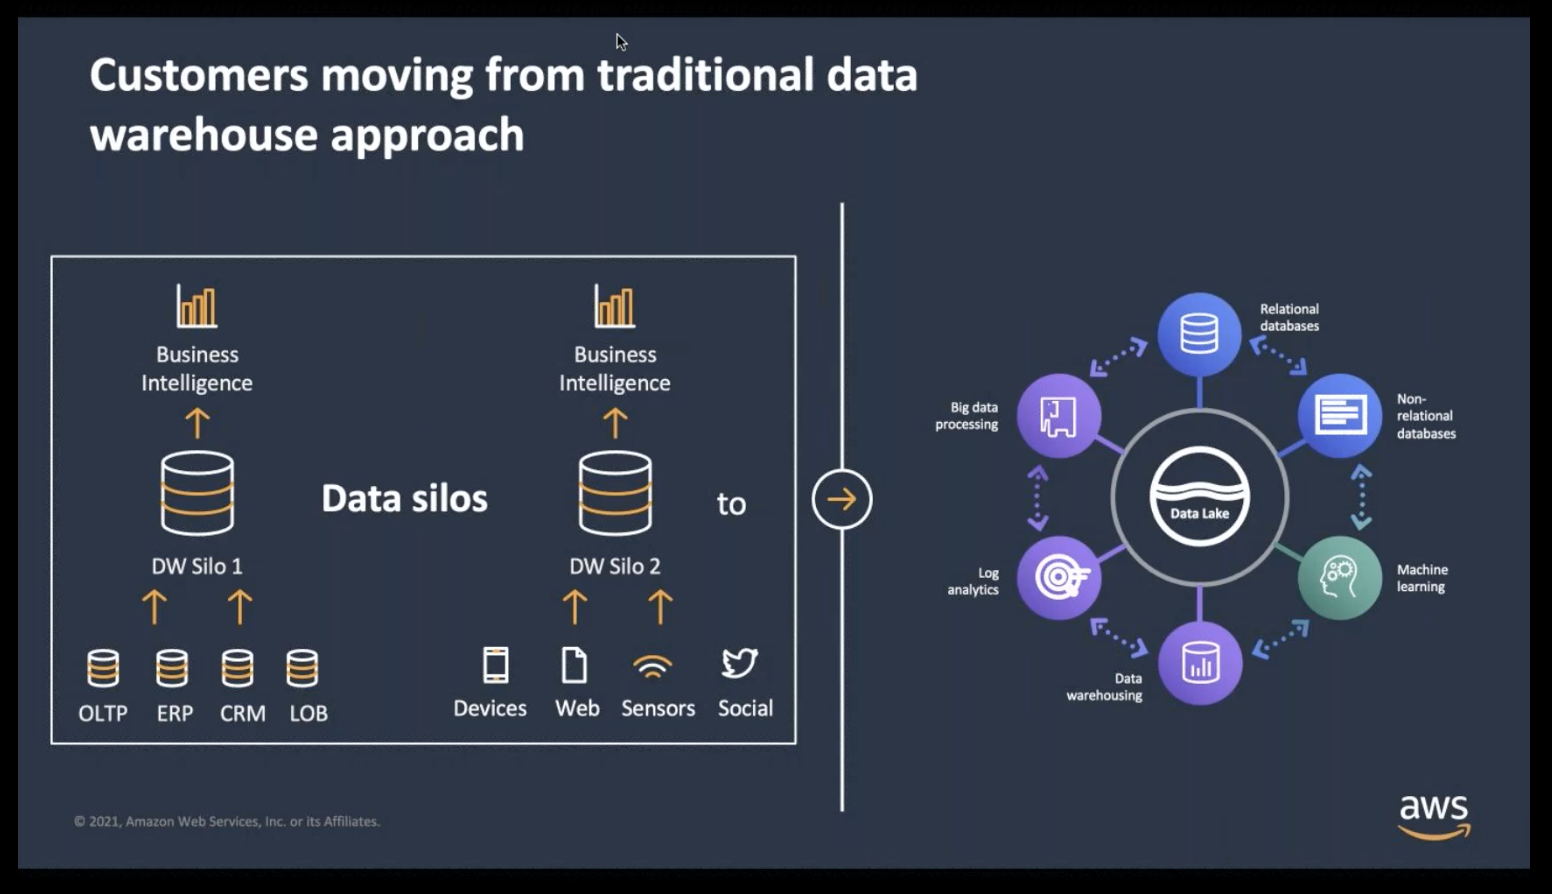 Customers moving from traditional data
warehouse approach
Business
Intelligence
Business
Intelligence
Data silos
to
DW Silo 1
DW Silo 2
OLTP
ERP
CRM
LOB
Devices
Web
Sensors
Social
Relational
databases
Non-
relational
databases
Big data
processing
Data Lake
Log
analytics
Machine
learning
Data
warehousing
© 2021, Amazon Web Services, Inc. or its Affiliates.
aws